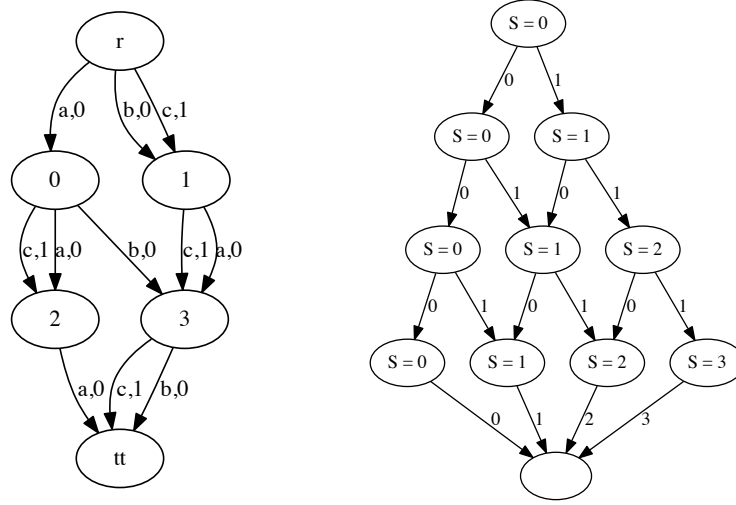 r
a,0 b,0 c,1
0 1
c,1 a,0 b,0 c,1 a,0
2 3
a,0 c,1 b,0
tt
S = 0
0 1
S = 0 S = 1
0 1 0 1
S = 0 S = 1 S = 2
0 1 0 1 0 1
S = 0 S = 1 S = 2 S = 3
0 1 2 3